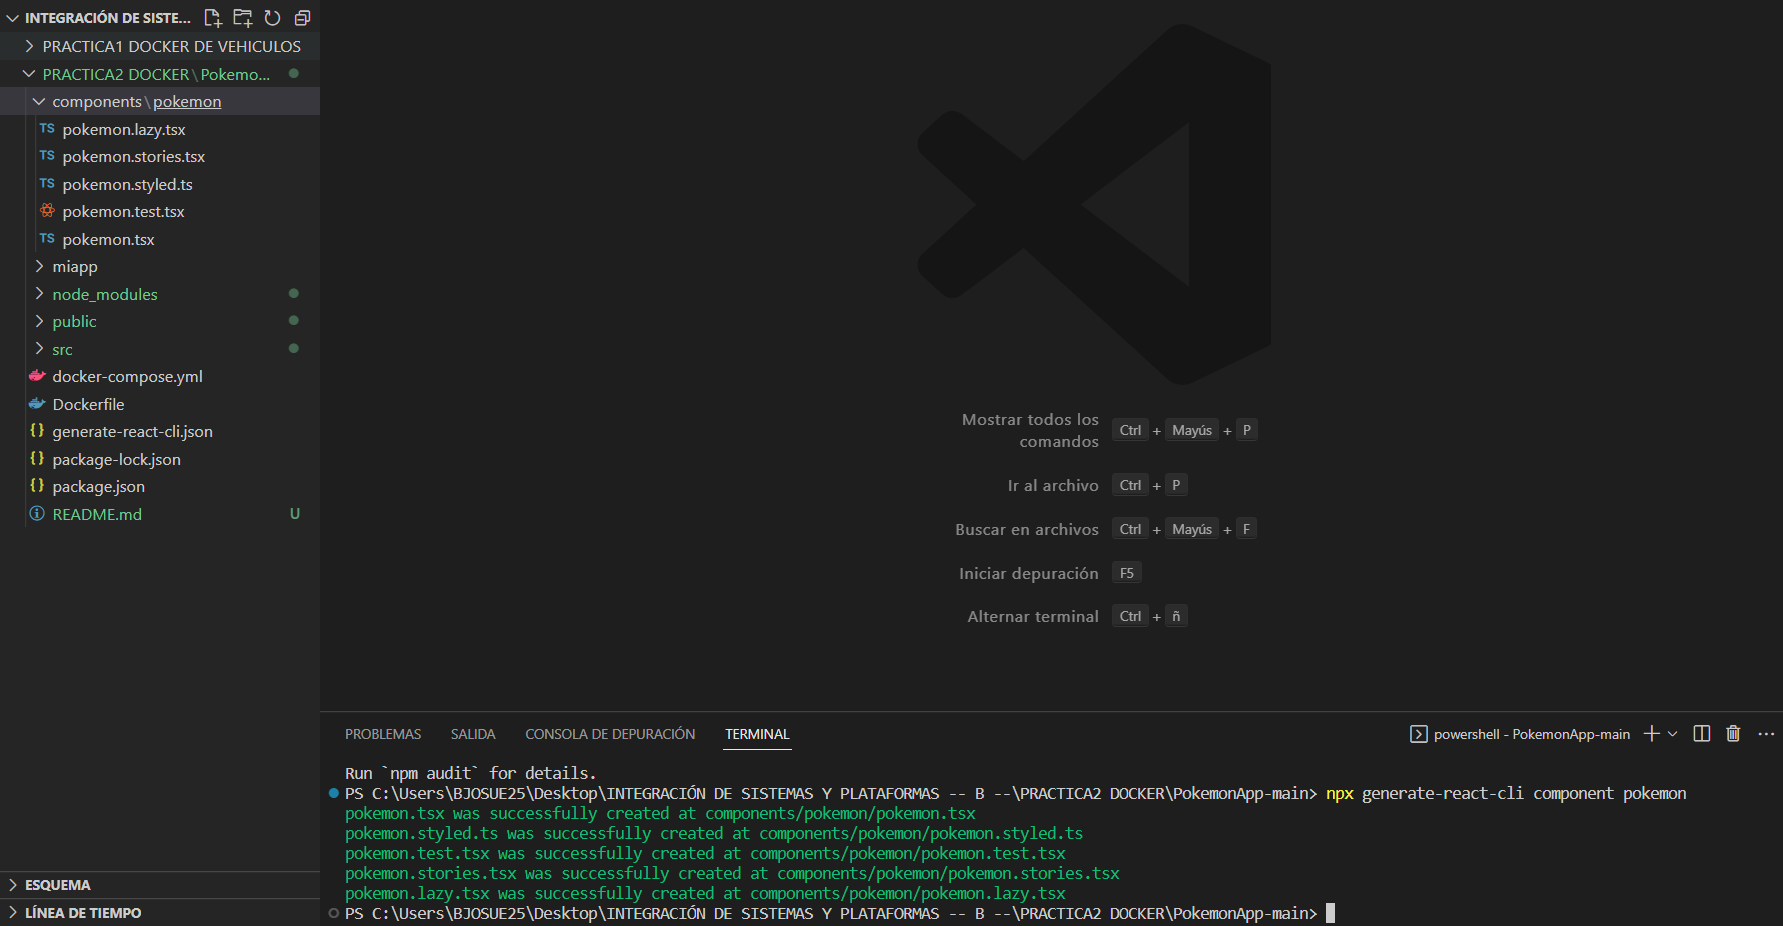 INTEGRACIÓN DE SISTE...
PRACTICA1 DOCKER DE VEHICULOS
PRACTICA2 DOCKER\Pokemo...
components\pokemon
TS pokemon.lazy.tsx
TS pokemon.stories.tsx
TS pokemon.styled.ts
pokemon.test.tsx
TS pokemon.tsx
miapp
node_modules
public
src
docker-compose.yml
Dockerfile
{} generate-react-cli.json
{} package-lock.json
{} package.json
README.md U
ESQUEMA
LÍNEA DE TIEMPO
Mostrar todos los
comandos Ctrl + Mayús + P
Ir al archivo Ctrl + P
Buscar en archivos Ctrl + Mayús + F
Iniciar depuración F5
Alternar terminal Ctrl + ñ
PROBLEMAS SALIDA CONSOLA DE DEPURACIÓN TERMINAL powershell - PokemonApp-main
Run `npm audit` for details.
PS C:\Users\BJOSUE25\Desktop\INTEGRACIÓN DE SISTEMAS Y PLATAFORMAS -- B --\PRACTICA2 DOCKER\PokemonApp-main> npx generate-react-cli component pokemon
pokemon.tsx was successfully created at components/pokemon/pokemon.tsx
pokemon.styled.ts was successfully created at components/pokemon/pokemon.styled.ts
pokemon.test.tsx was successfully created at components/pokemon/pokemon.test.tsx
pokemon.stories.tsx was successfully created at components/pokemon/pokemon.stories.tsx
pokemon.lazy.tsx was successfully created at components/pokemon/pokemon.lazy.tsx
PS C:\Users\BJOSUE25\Desktop\INTEGRACIÓN DE SISTEMAS Y PLATAFORMAS -- B --\PRACTICA2 DOCKER\PokemonApp-main>